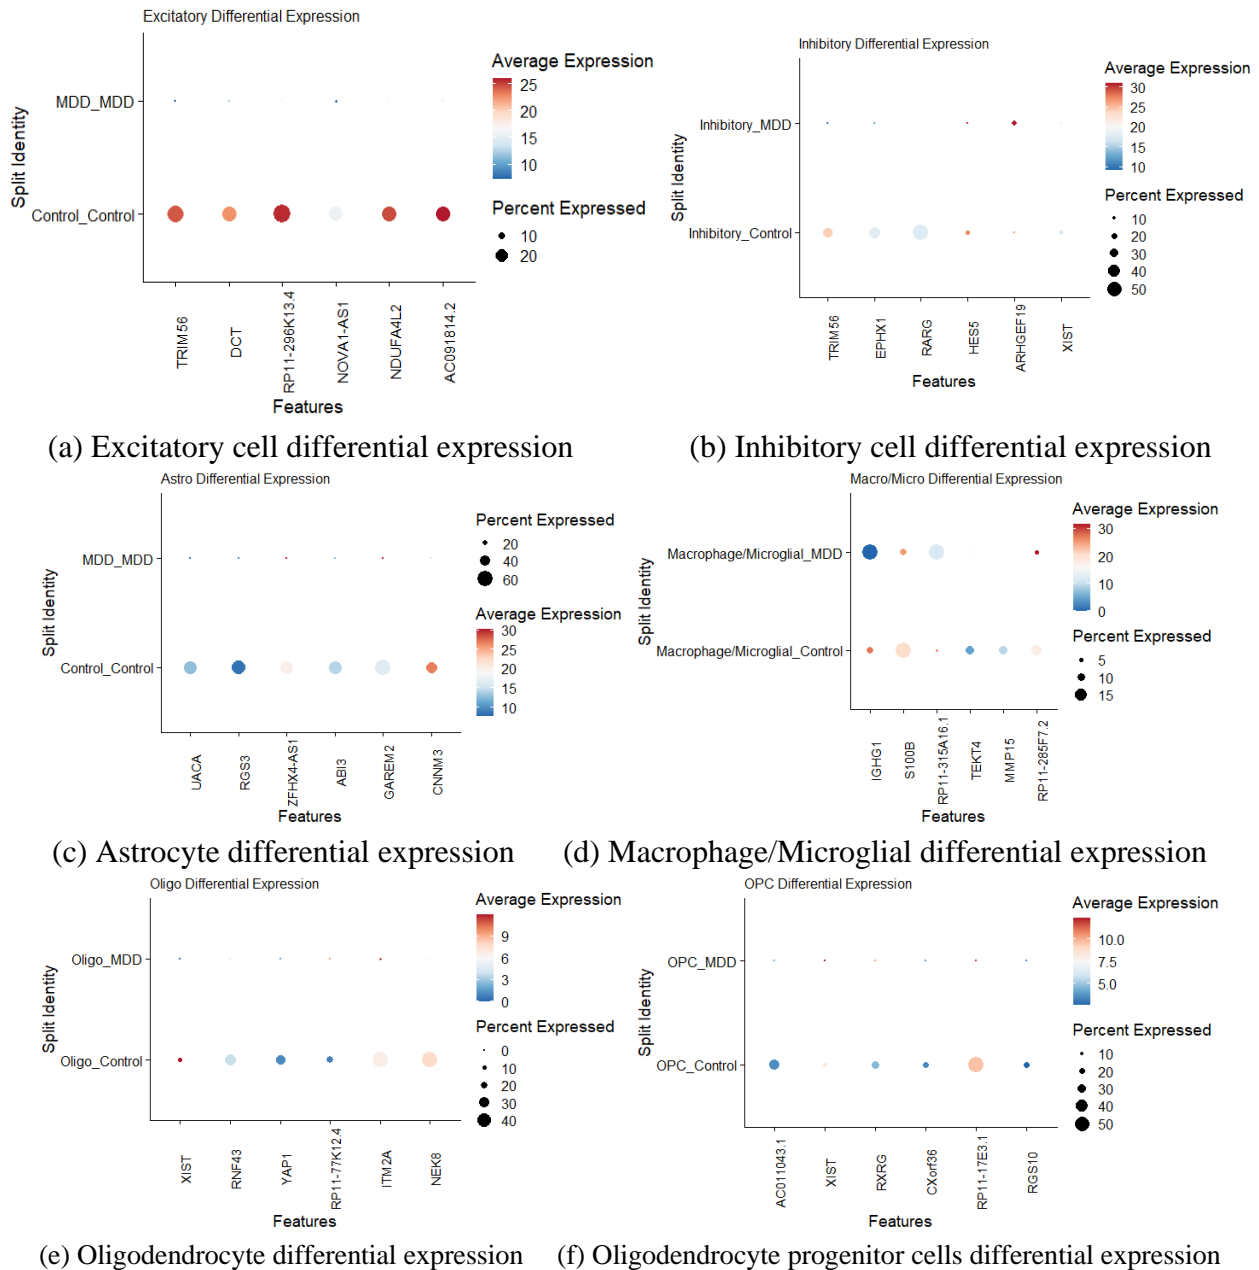 Excitatory Differential Expression
MDD_MDD
Control_Control
Split Identity
TRIM56
DCT
RP11-296K13.4
NOVA1-AS1
NDUFA4L2
AC091814.2
Features
Average Expression
25
20
15
10
Percent Expressed
10
20
(a) Excitatory cell differential expression
Inhibitory Differential Expression
Inhibitory_MDD
Inhibitory_Control
Split Identity
TRIM56
EPHX1
RARG
HES5
ARHGEF19
XIST
Features
Average Expression
30
25
20
15
10
Percent Expressed
10
20
30
40
50
(b) Inhibitory cell differential expression
Astro Differential Expression
MDD_MDD
Control_Control
Split Identity
UACA
RGS3
ZFHX4-AS1
ABI3
GAREM2
CNNM3
Features
Percent Expressed
20
40
60
Average Expression
30
25
20
15
10
(c) Astrocyte differential expression
Macro/Micro Differential Expression
Macrophage/Microglial_MDD
Macrophage/Microglial_Control
Split Identity
IGHG1
S100B
RP11-315A16.1
TEKT4
MMP15
RP11-285F7.2
Features
Average Expression
30
20
10
0
Percent Expressed
5
10
15
(d) Macrophage/Microglial differential expression
Oligo Differential Expression
Oligo_MDD
Oligo_Control
Split Identity
XIST
RNF43
YAP1
RP11-77K12.4
ITM2A
NEK8
Features
Average Expression
9
6
3
0
Percent Expressed
0
10
20
30
40
(e) Oligodendrocyte differential expression
OPC Differential Expression
OPC_MDD
OPC_Control
Split Identity
AC011043.1
XIST
RXRG
CXorf36
RP11-17E3.1
RGS10
Features
Average Expression
10.0
7.5
5.0
Percent Expressed
10
20
30
40
50
(f) Oligodendrocyte progenitor cells differential expression